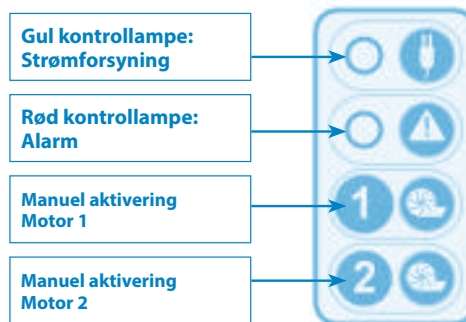 Gul kontrollampe:
Strømforsyning
Rød kontrollampe:
Alarm
Manuel aktivering
Motor 1
1
Manuel aktivering
Motor 2
2